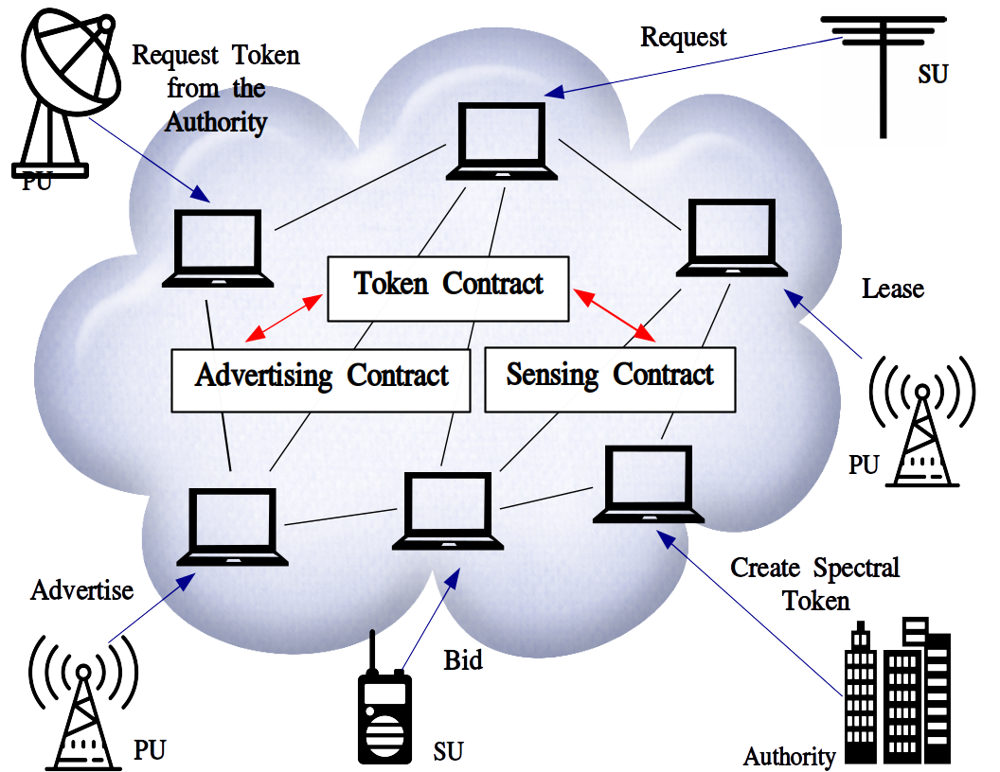 Request Token
from the
Authority
PU
Request
SU
Token Contract
Lease
Advertising Contract
Sensing Contract
PU
Advertise
PU
Bid
SU
Create Spectral
Token
Authority